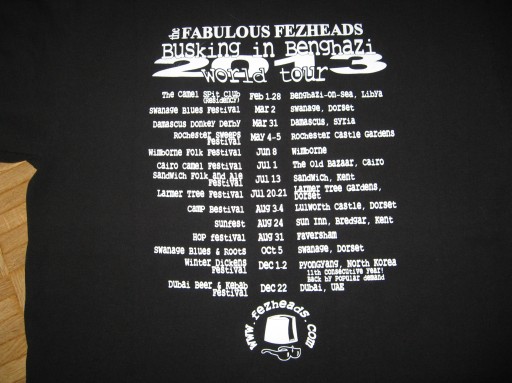 the FABULOUS FEZHEADS
Busking in Benghazi
2013
world tour
The Camel Spit Club (Residency) Feb 1.28 Benghazi-on-Sea, Libya
Swanage Blues Festival Mar 2 Swanage, Dorset
Damascus Donkey Derby Mar 31 Damascus, Syria
Rochester Sweeps Festival May 4-5 Rochester Castle Gardens
Wimborne Folk Festival Jun 8 Wimborne
Cairo Camel Festival Jul 1 The Old Bazaar, Cairo
Sandwich Folk and Ale Festival Jul 13 Sandwich, Kent
Larmer Tree Festival Jul 20.21 Larmer Tree Gardens, Dorset
Camp Bestival Aug 3.4 Lulworth Castle, Dorset
Sunfest Aug 24 Sun Inn, Bredgar, Kent
Hop festival Aug 31 Faversham
Swanage Blues & Roots Oct 5 Swanage, Dorset
Winter Dickens Festival Dec 1.2 Pyongyang, North Korea
11th Consecutive Year!
Back by Popular demand
Dubai Beer & Kebab Festival Dec 22 Dubai, UAE
www.fezheads.com